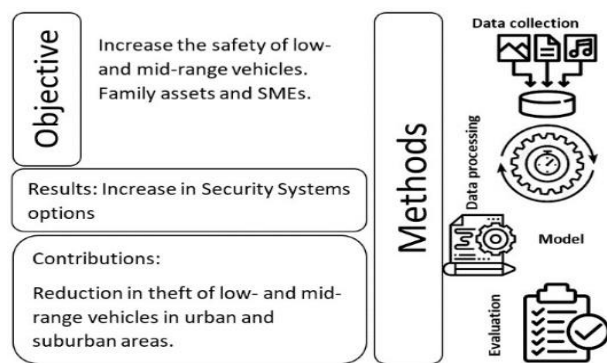 Objective
Increase the safety of low-
and mid-range vehicles.
Family assets and SMEs.
Results: Increase in Security Systems
options
Contributions:
Reduction in theft of low- and mid-
range vehicles in urban and
suburban areas.
Methods
Data collection
Data processing
Model
Evaluation